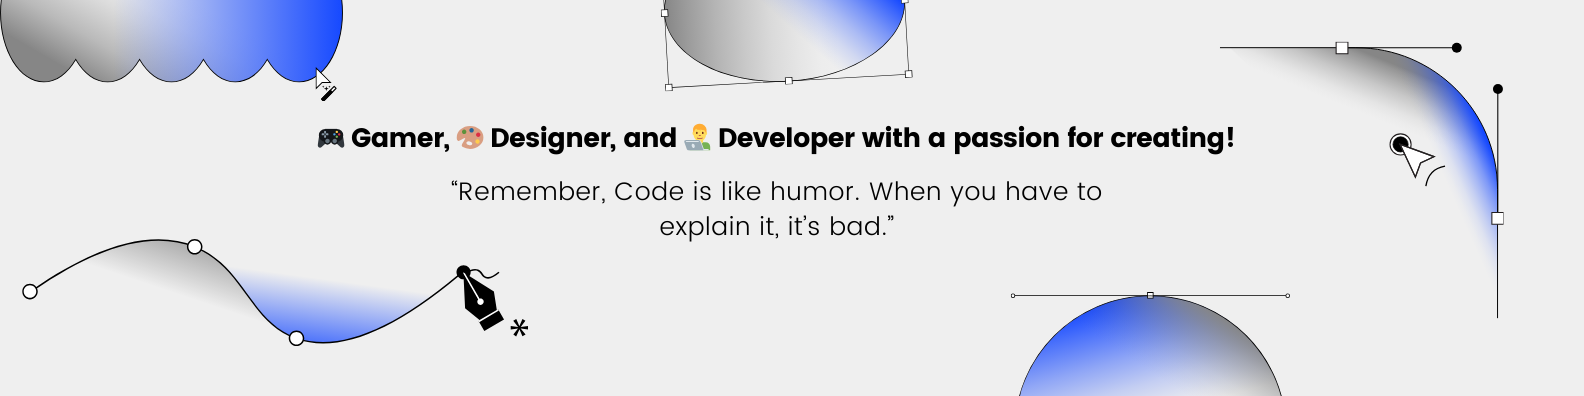 🎮 Gamer, 🎨 Designer, and 👨‍💻 Developer with a passion for creating!
“Remember, Code is like humor. When you have to
explain it, it’s bad.”